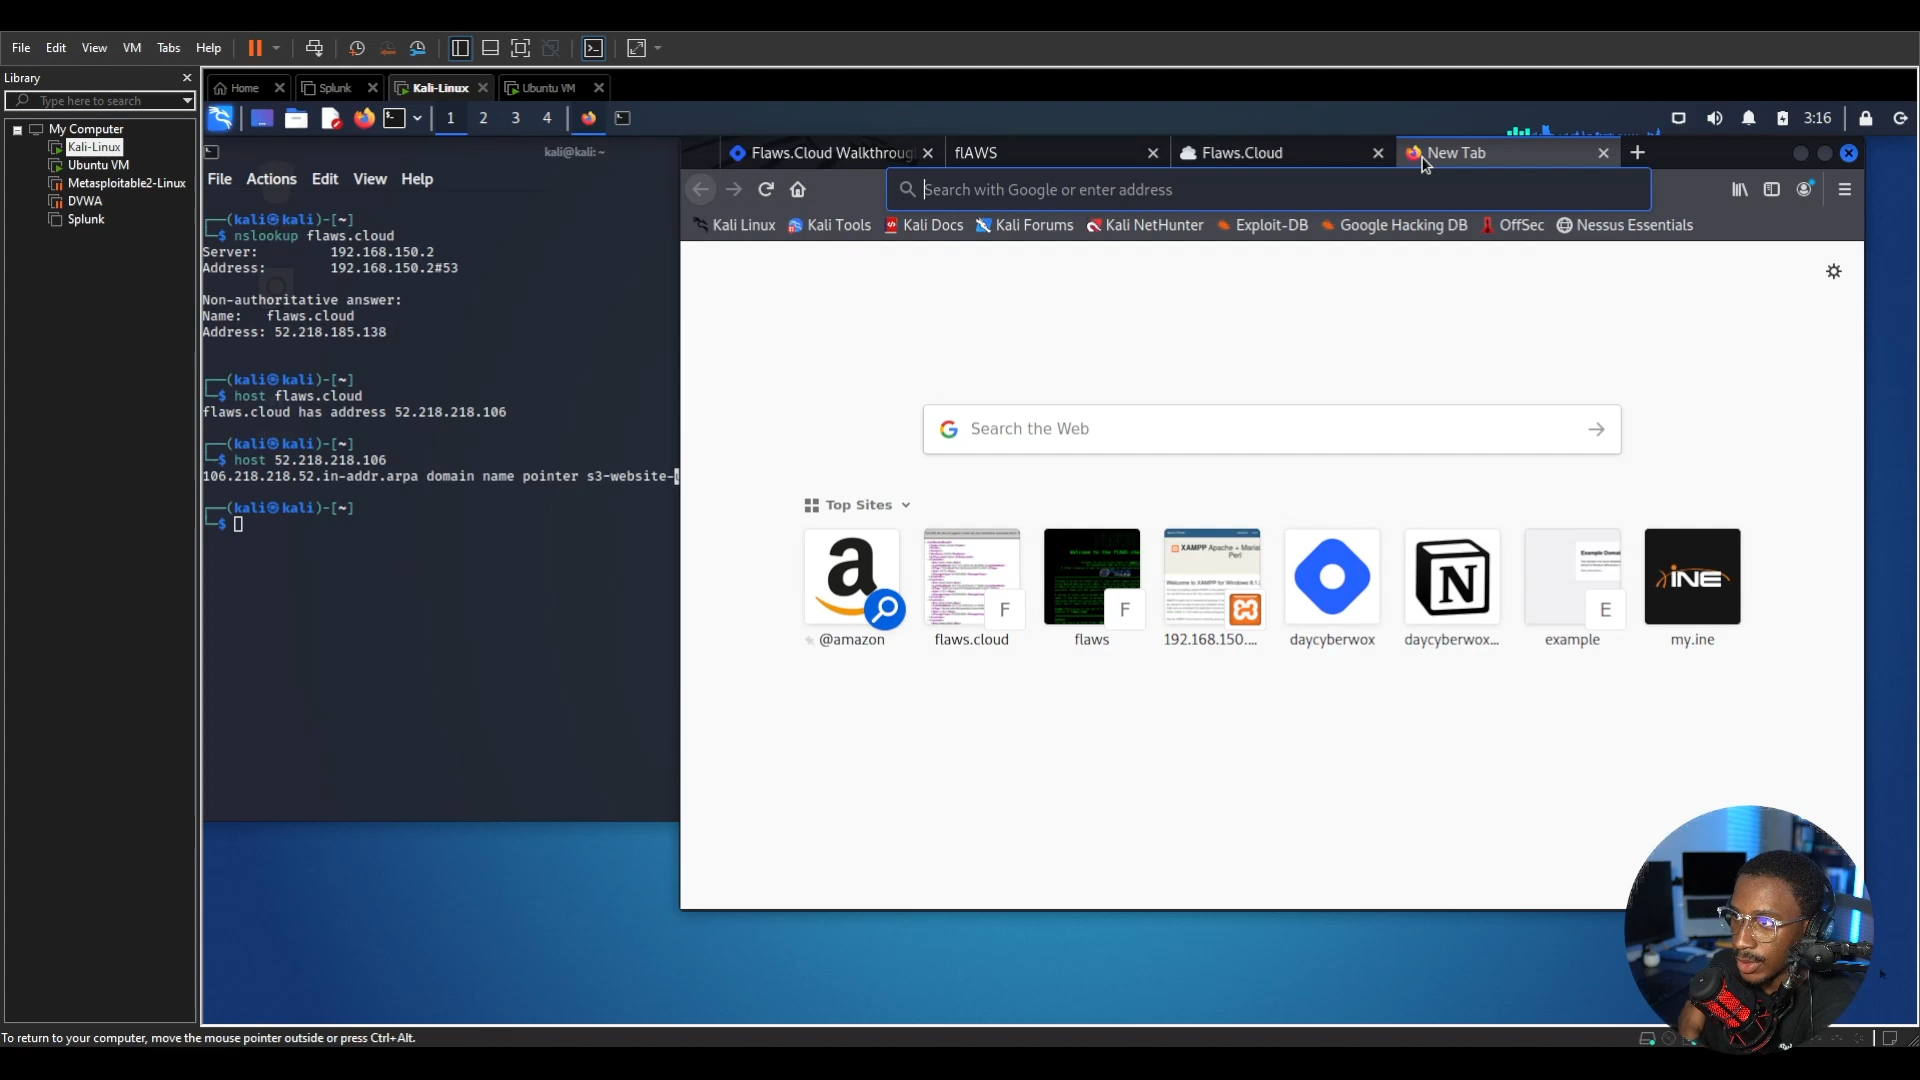 File Edit View VM Tabs Help
Library
Type here to search
My Computer
Kali-Linux
Ubuntu VM
Metasploitable2-Linux
DVWA
Splunk
Home Splunk Kali-Linux Ubuntu VM
1 2 3 4 3:16
kali@kali: ~
File Actions Edit View Help
┌──(kali㉿kali)-[~]
└─$ nslookup flaws.cloud
Server: 192.168.150.2
Address: 192.168.150.2#53
Non-authoritative answer:
Name: flaws.cloud
Address: 52.218.185.138
┌──(kali㉿kali)-[~]
└─$ host flaws.cloud
flaws.cloud has address 52.218.218.106
┌──(kali㉿kali)-[~]
└─$ host 52.218.218.106
106.218.218.52.in-addr.arpa domain name pointer s3-website-
┌──(kali㉿kali)-[~]
└─$
Flaws.Cloud Walkthroug flAWS Flaws.Cloud New Tab
Search with Google or enter address
Kali Linux Kali Tools Kali Docs Kali Forums Kali NetHunter Exploit-DB Google Hacking DB OffSec Nessus Essentials
Search the Web
Top Sites
@amazon
F
flaws.cloud
F
flaws
XAMPP Apache + Maria
Perl
192.168.150....
daycyberwox
N
daycyberwox...
Example Domai
E
example
INE
my.ine
To return to your computer, move the mouse pointer outside or press Ctrl+Alt.